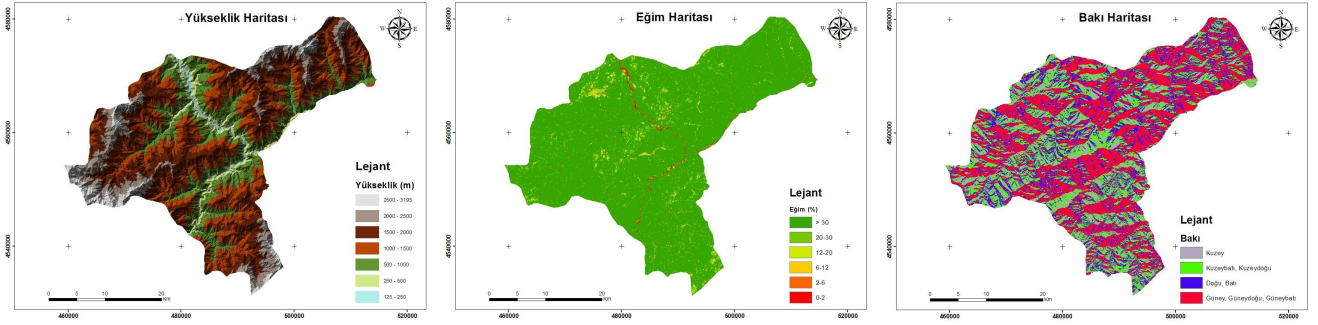 Yükseklik Haritası
N
W E
S
4580000
4560000
4540000
Lejant
Yükseklik (m)
2500 - 3195
2000 - 2500
1500 - 2000
1000 - 1500
500 - 1000
250 - 500
125 - 250
0 5 10 20
Km
460000 480000 500000 520000
Eğim Haritası
N
W E
S
4580000
4560000
4540000
Lejant
Eğim (%)
> 30
20-30
12-20
6-12
2-6
0-2
0 5 10 20
Km
460000 480000 500000 520000
Bakı Haritası
N
W E
S
4580000
4560000
4540000
Lejant
Bakı
Kuzey
Kuzeybatı, Kuzeydoğu
Doğu, Batı
Güney, Güneydoğu, Güneybatı
0 5 10 20
Km
460000 480000 500000 520000